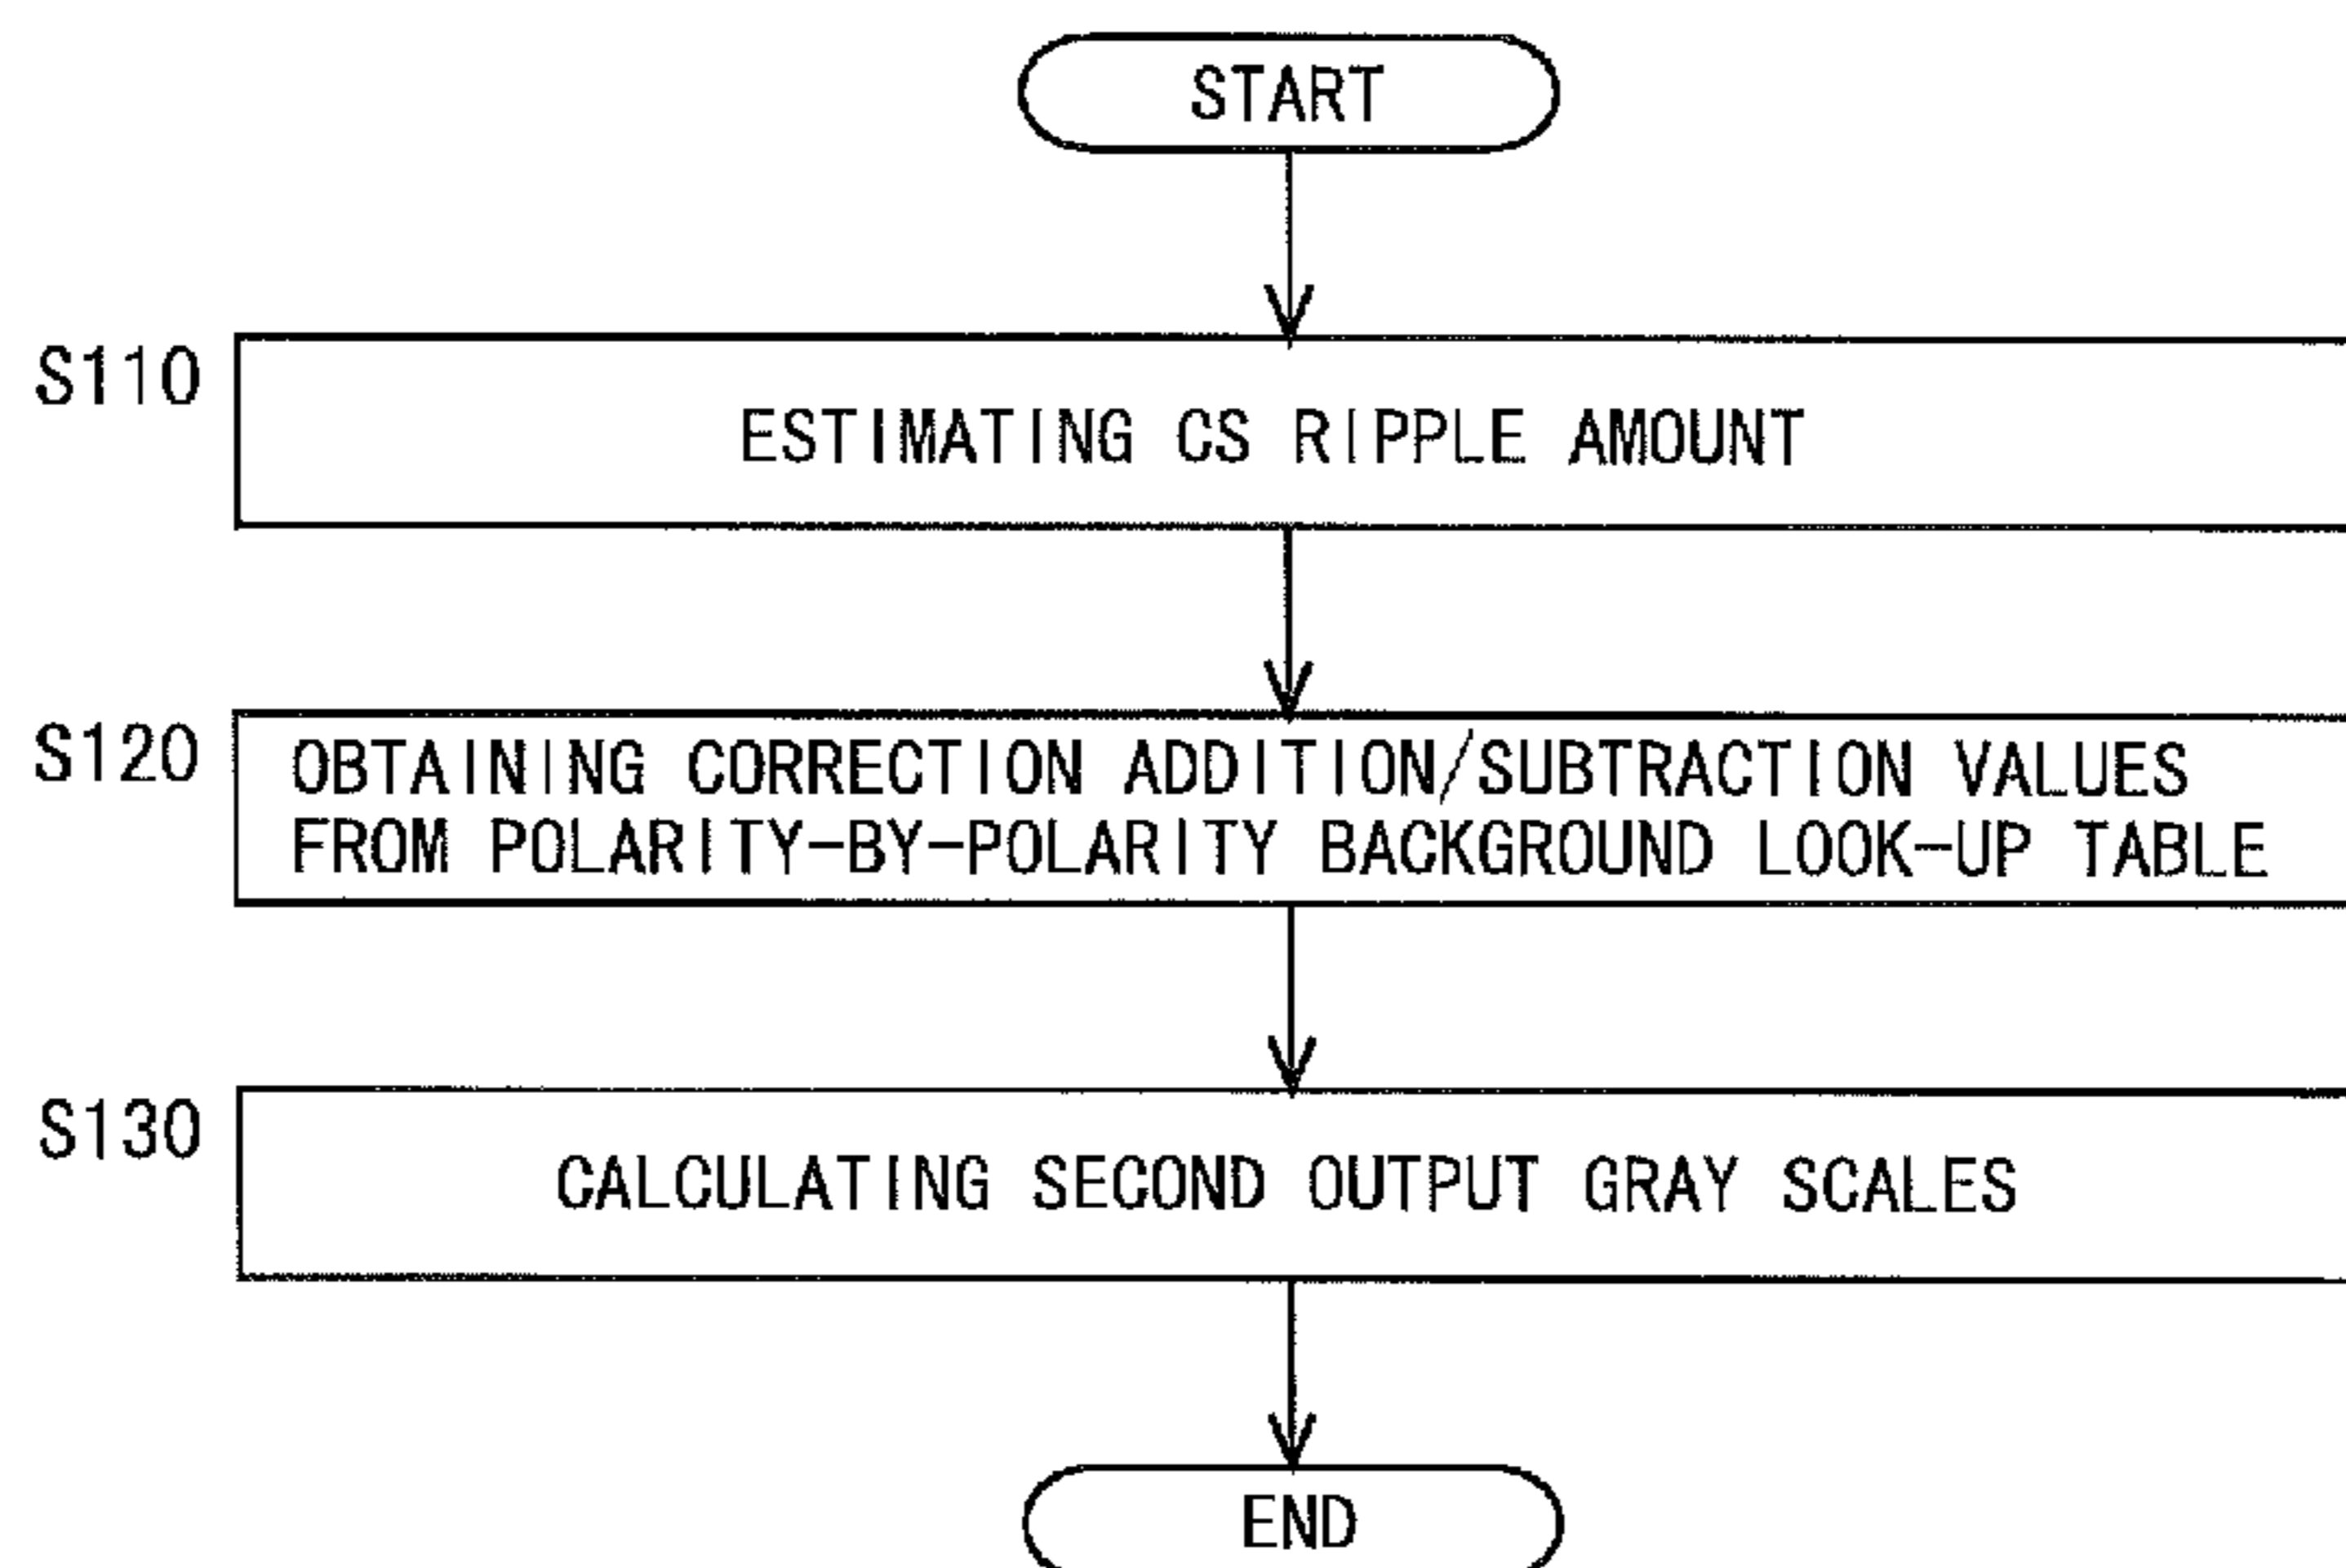 START
S110
ESTIMATING CS RIPPLE AMOUNT
S120
OBTAINING CORRECTION ADDITION/SUBTRACTION VALUES
FROM POLARITY-BY-POLARITY BACKGROUND LOOK-UP TABLE
S130
CALCULATING SECOND OUTPUT GRAY SCALES
END